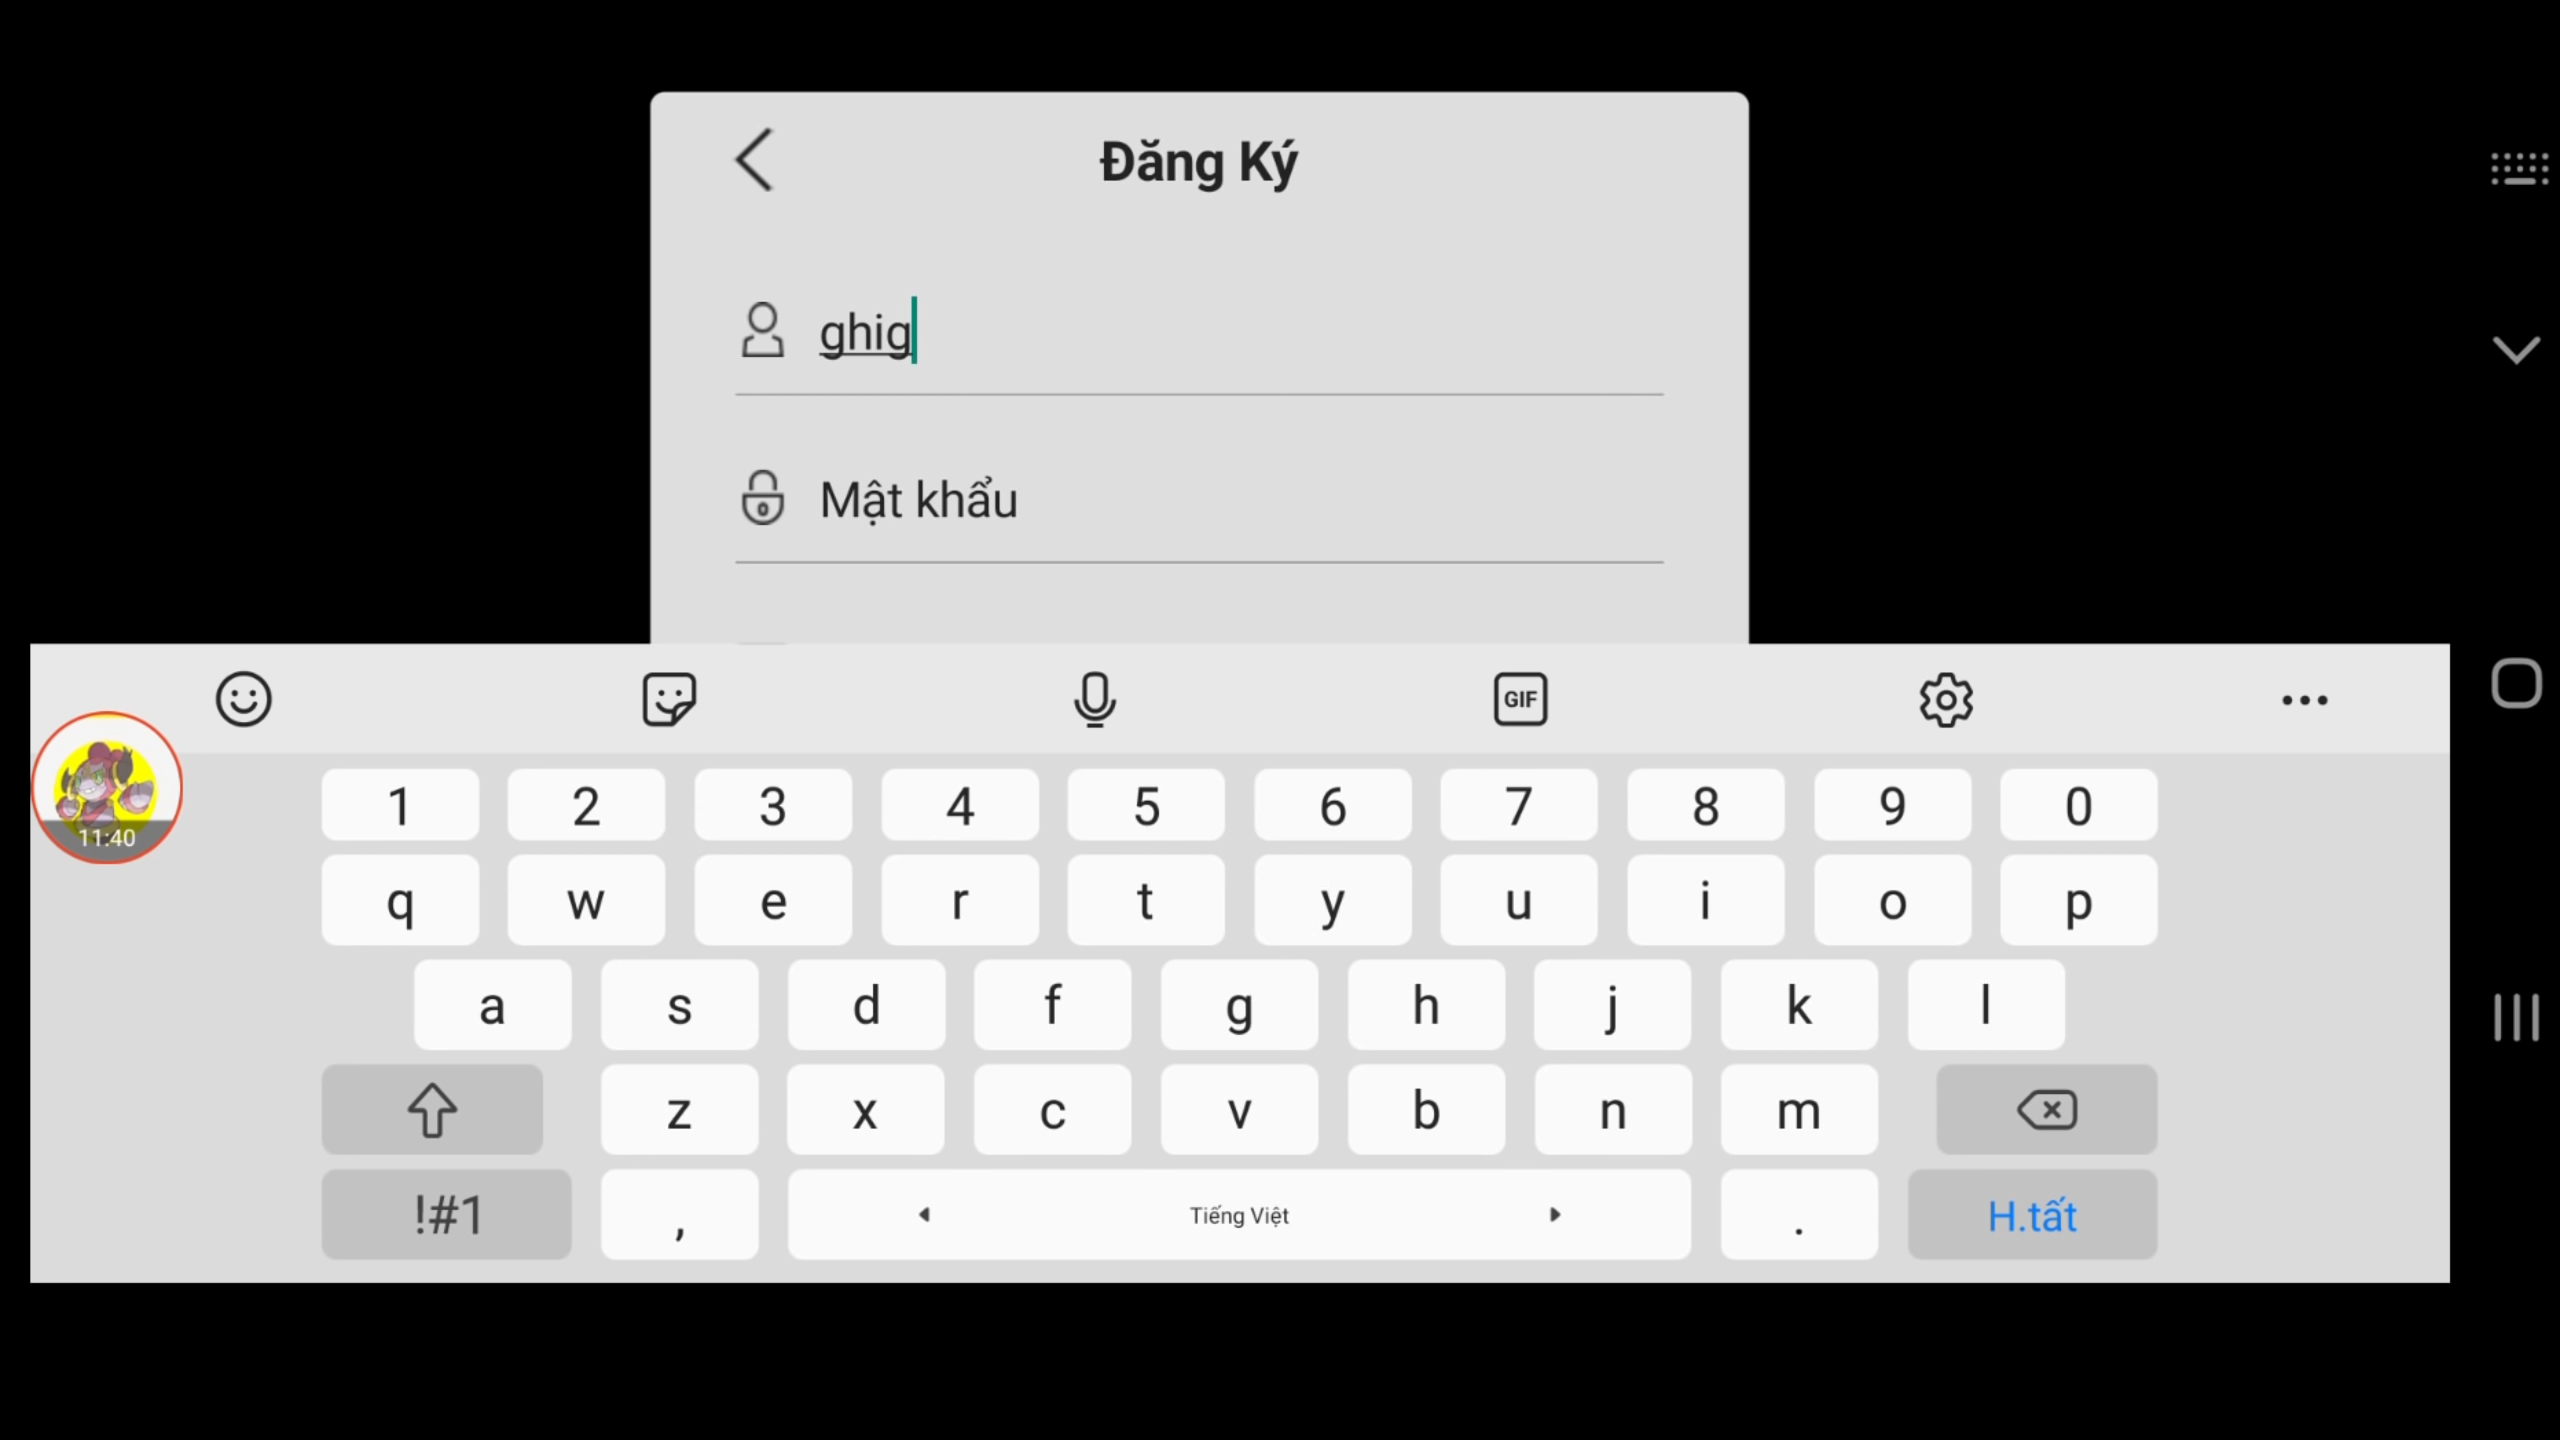 Đăng Ký
ghig
Mật khẩu
GIF
11:40
1 2 3 4 5 6 7 8 9 0
q w e r t y u i o p
a s d f g h j k l
z x c v b n m
!#1 , Tiếng Việt . H.tất